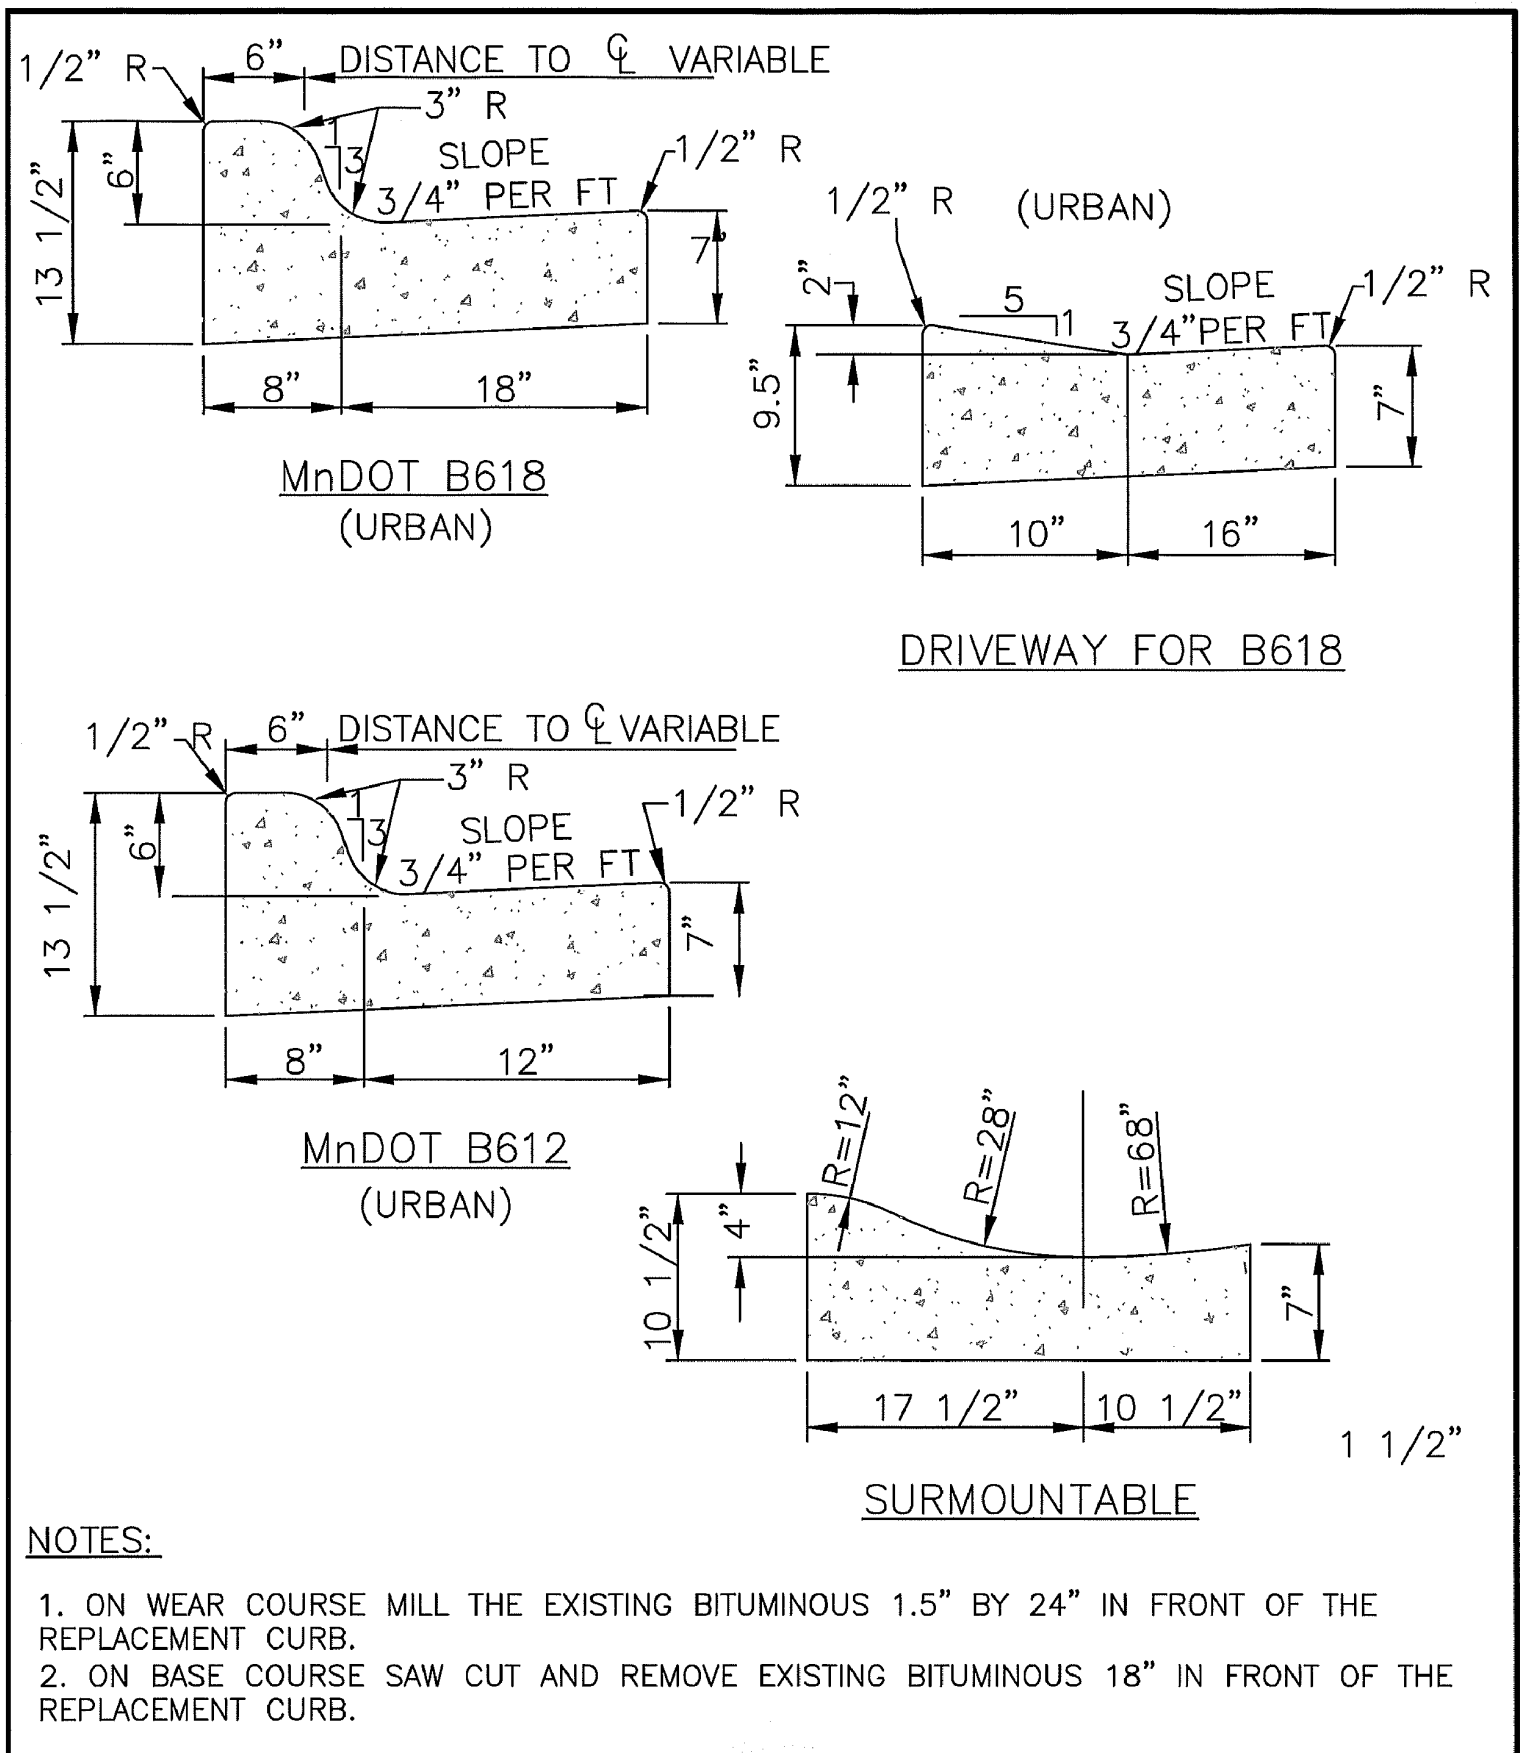 6” DISTANCE TO ℄ VARIABLE
1/2” R
3” R
1
3
SLOPE
3/4” PER FT
1/2” R
6”
13 1/2”
7”
8” 18”
MnDOT B618
(URBAN)
1/2” R (URBAN)
2”
5
1
SLOPE
3/4”PER FT
1/2” R
9.5”
7”
10” 16”
DRIVEWAY FOR B618
1/2” R
6” DISTANCE TO ℄ VARIABLE
3” R
1
3
SLOPE
3/4” PER FT
1/2” R
6”
13 1/2”
7”
8” 12”
MnDOT B612
(URBAN)
R=12”
R=28”
R=68”
4”
10 1/2”
7”
17 1/2” 10 1/2”
1 1/2”
SURMOUNTABLE
NOTES:
1. ON WEAR COURSE MILL THE EXISTING BITUMINOUS 1.5” BY 24” IN FRONT OF THE
REPLACEMENT CURB.
2. ON BASE COURSE SAW CUT AND REMOVE EXISTING BITUMINOUS 18” IN FRONT OF THE
REPLACEMENT CURB.